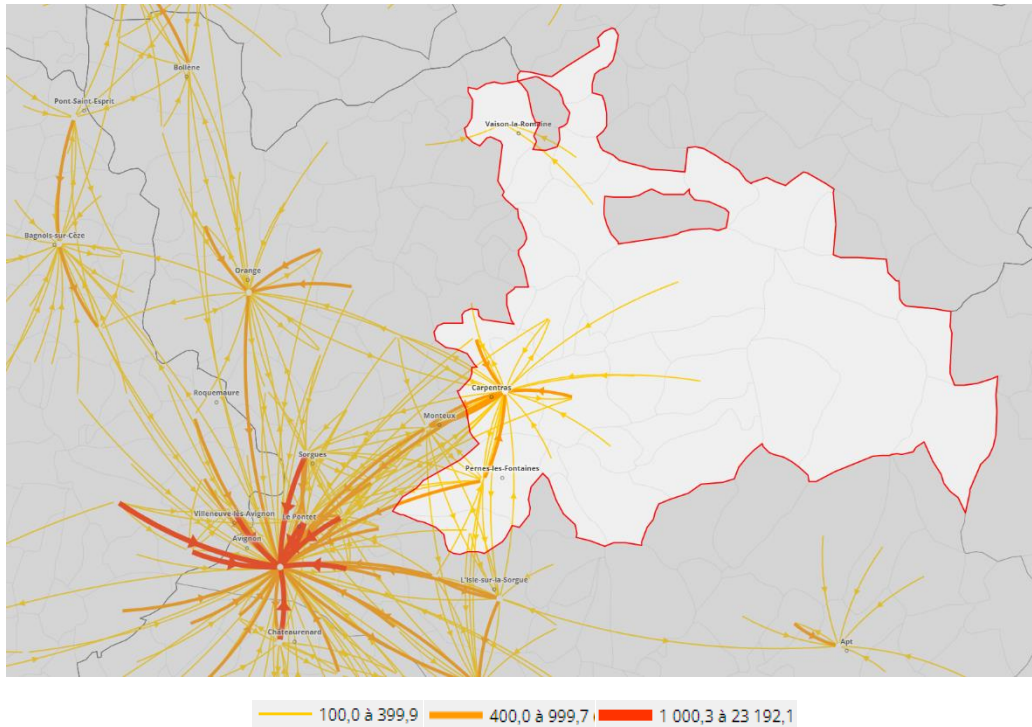 Bollène
Pont-Saint-Esprit
Vaison-la-Romaine
Bagnols-sur-Cèze
Orange
Carpentras
Roquemaure
Monteux
Sorgues
Pernes-les-Fontaines
Villeneuve-lès-Avignon
Le Pontet
Avignon
L'Isle-sur-la-Sorgue
Châteaurenard
Apt
100,0 à 399,9 400,0 à 999,7 1 000,3 à 23 192,1